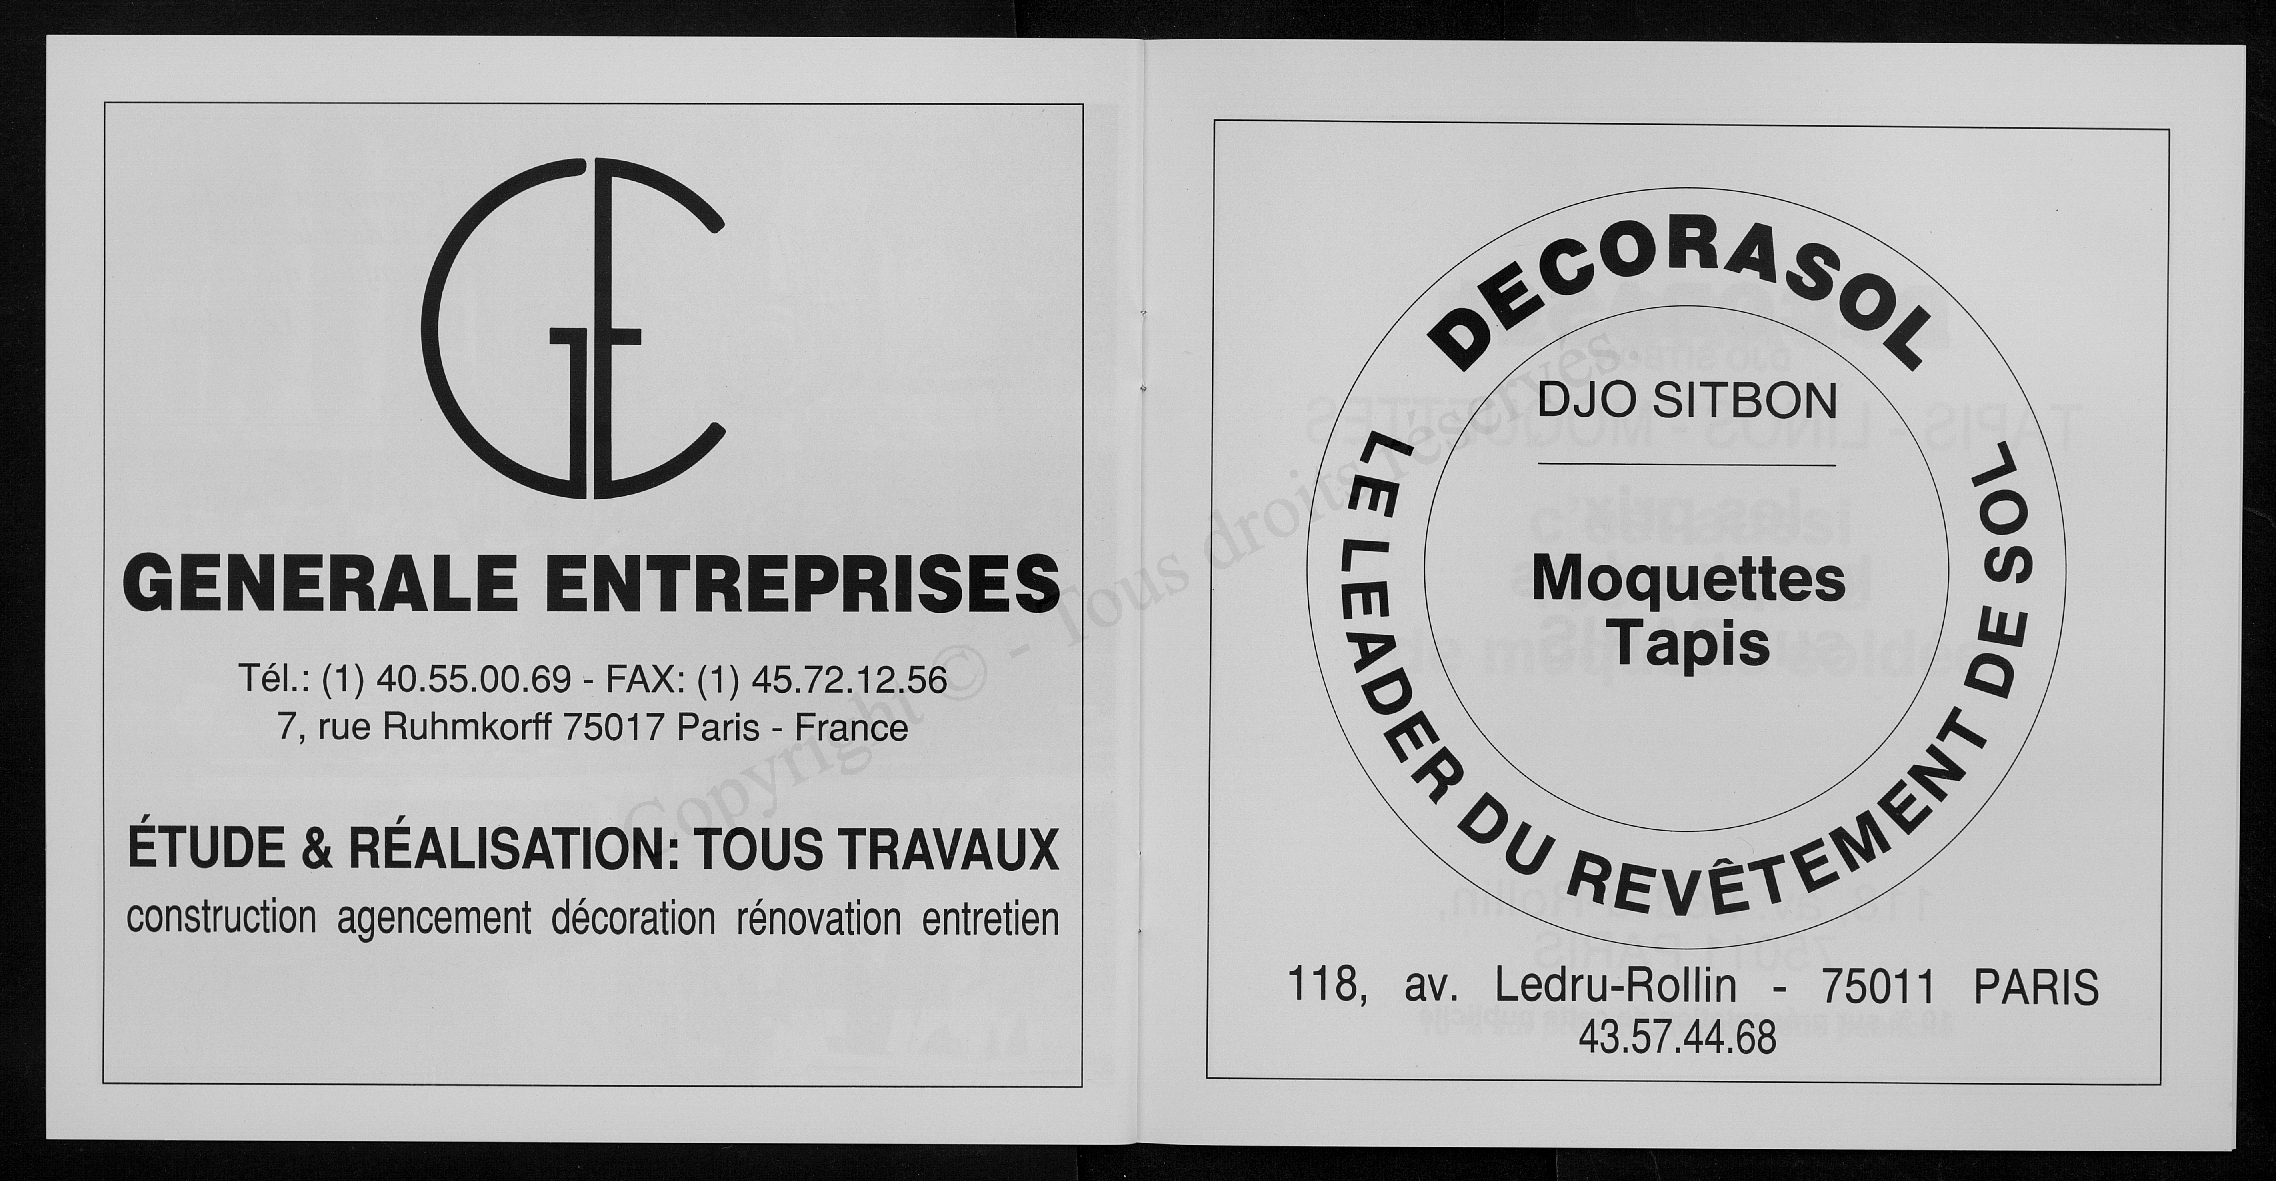 GE
GENERALE ENTREPRISES
Tél.: (1) 40.55.00.69 - FAX: (1) 45.72.12.56
7, rue Ruhmkorff 75017 Paris - France
ÉTUDE & RÉALISATION: TOUS TRAVAUX
construction agencement décoration rénovation entretien
DECORASOL
DJO SITBON
Moquettes
Tapis
LE LEADER DU REVÊTEMENT DE SOL
118, av. Ledru-Rollin - 75011 PARIS
43.57.44.68
Copyright © - Tous droits réservés.